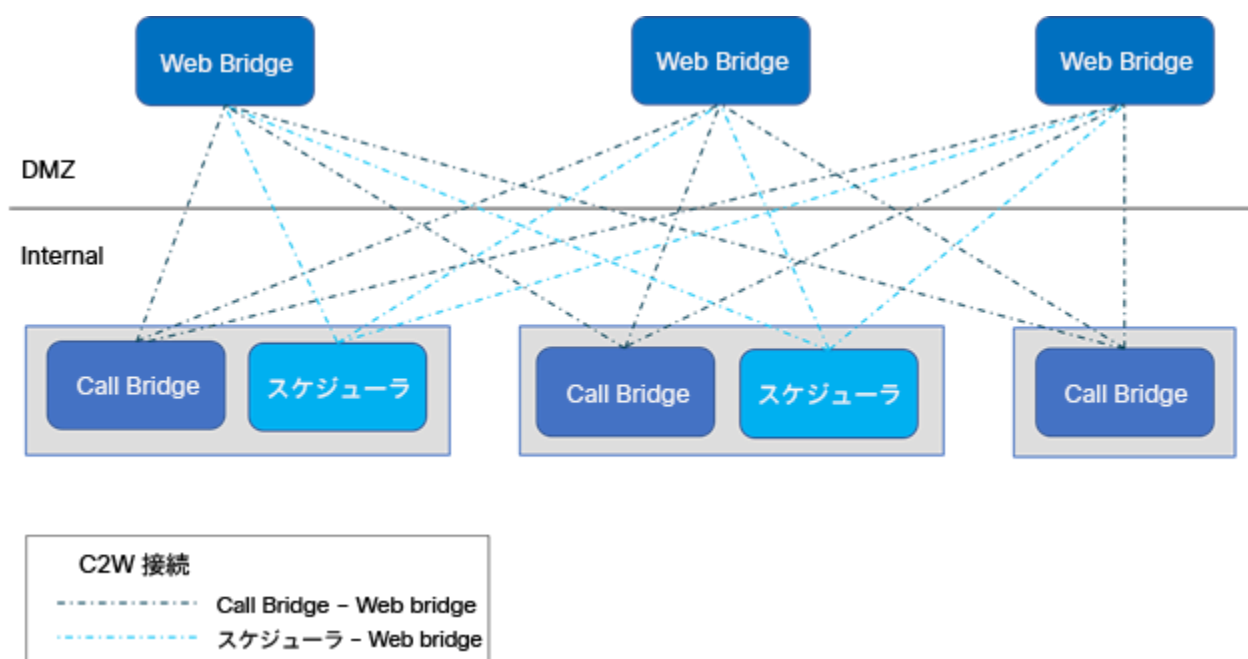 Web Bridge
Web Bridge
Web Bridge
DMZ
Internal
Call Bridge
スケジューラ
Call Bridge
スケジューラ
Call Bridge
C2W 接続
Call Bridge – Web bridge
スケジューラ – Web bridge